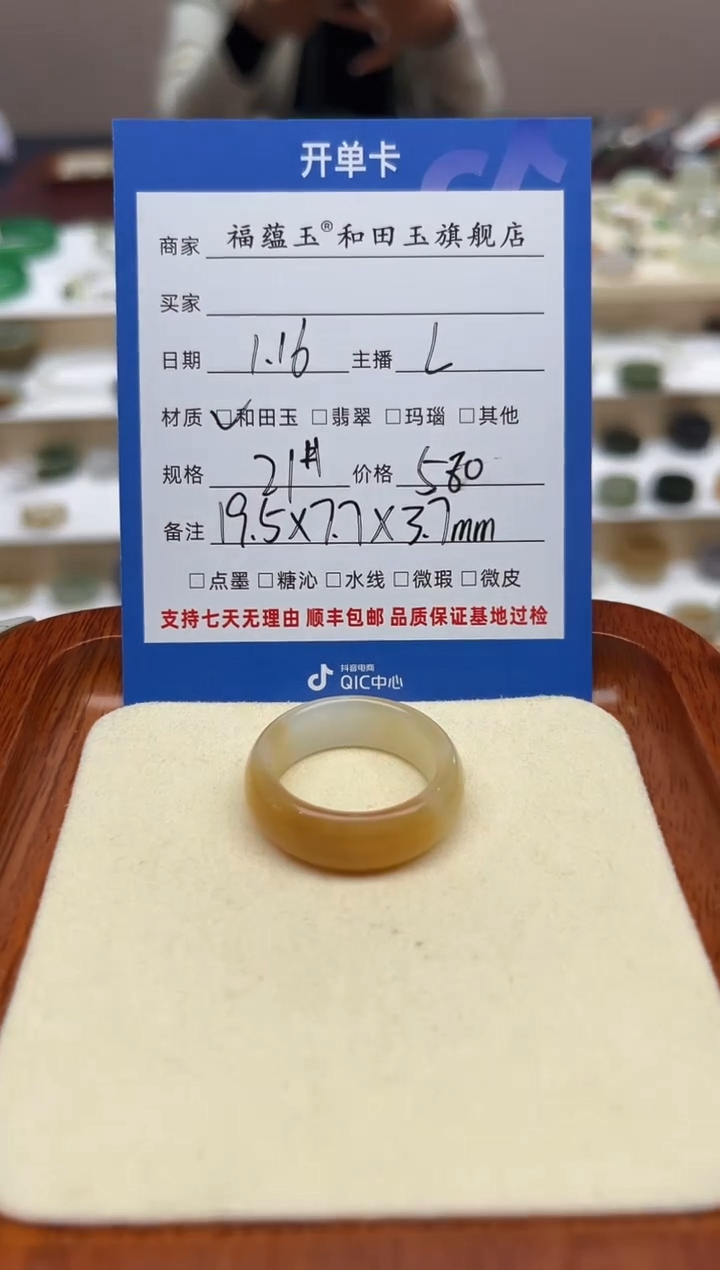 开单卡
商家 福蕴玉®和田玉旗舰店
买家
日期 1.16 主播 L
材质 ☑和田玉 □翡翠 □玛瑙 □其他
规格 21# 价格 580
备注 19.5X7.7X3.7mm
□点墨 □糖沁 □水线 □微瑕 □微皮
支持七天无理由 顺丰包邮 品质保证基地过检
抖音电商
QIC中心